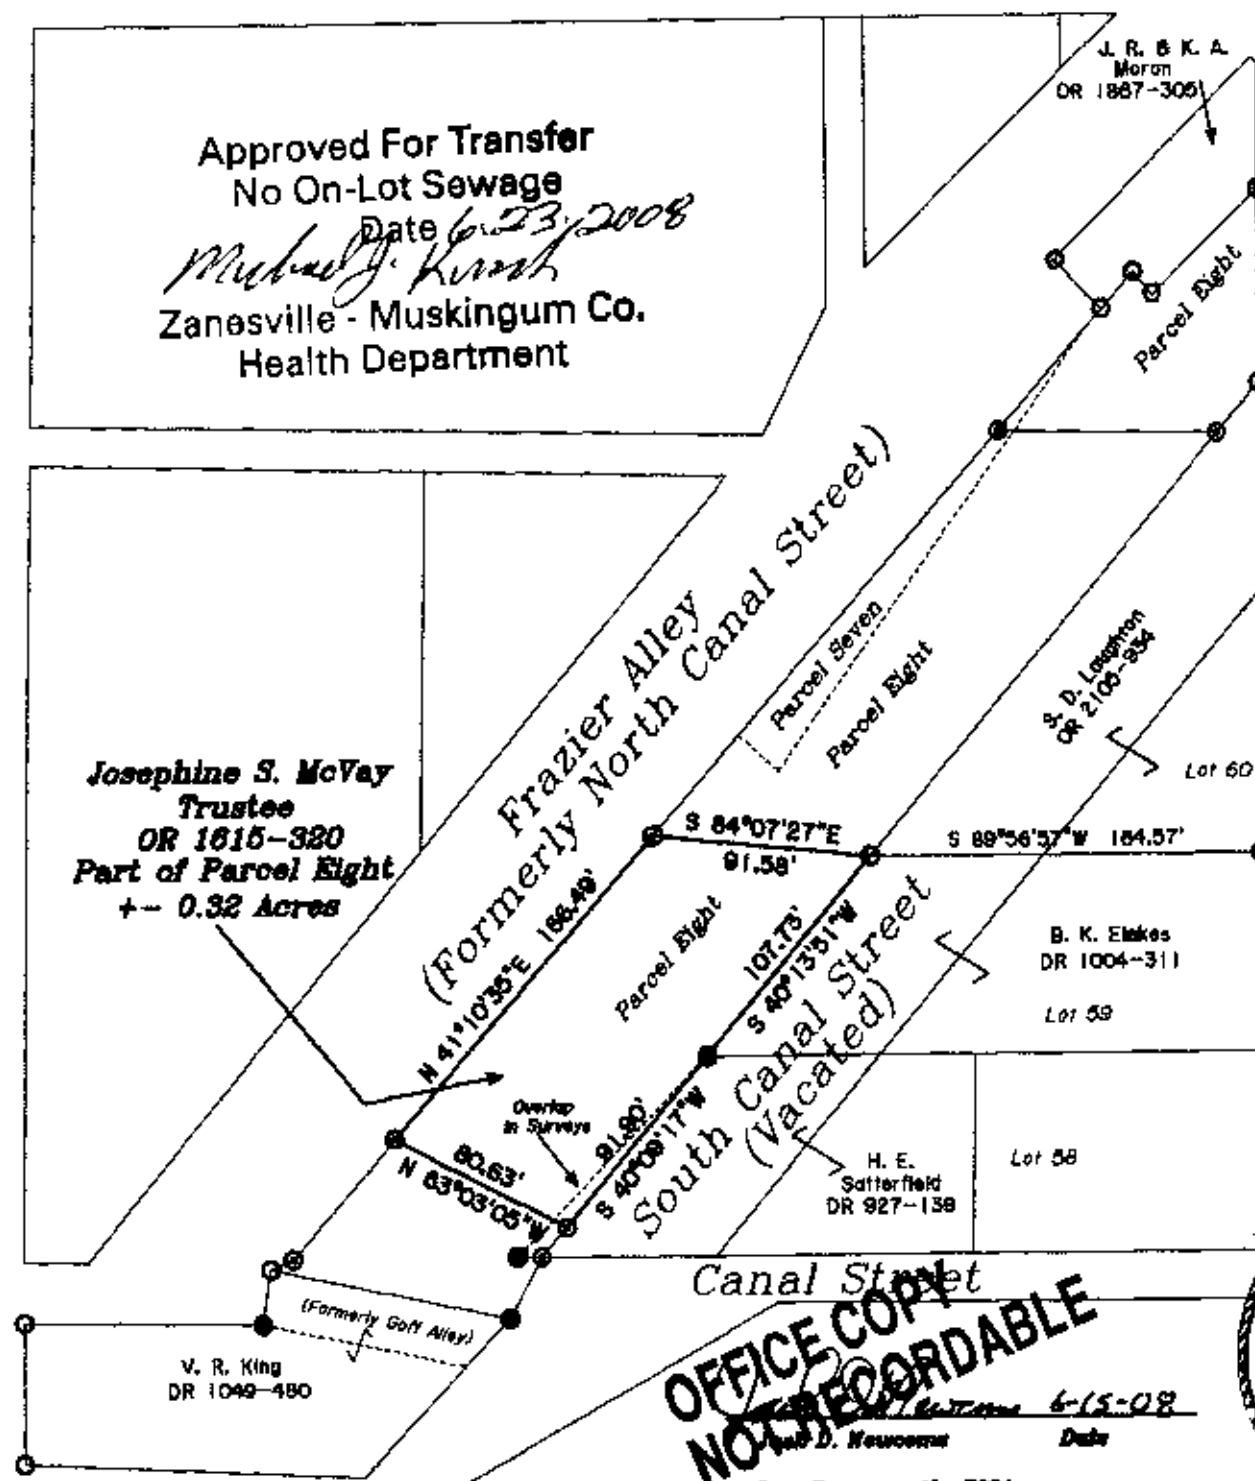 J. R. & K. A.
Moran
OR 1867-305
Approved For Transfer
No On-Lot Sewage
Date 6-23-2008
Zanesville - Muskingum Co.
Health Department
Parcel Eight
Frazier Alley
(Formerly North Canal Street)
Parcel Seven
Parcel Eight
S. D. Laughton
OR 2105-934
Lot 60
Josephine S. McVay
Trustee
OR 1615-320
Part of Parcel Eight
+- 0.32 Acres
S 84°07'27"E
91.58'
S 89°56'57"W 164.57'
N 41°10'35"E 166.49'
Parcel Eight
107.73'
S 40°13'51"W
B. K. Elekes
DR 1004-311
Lot 59
South Canal Street
(Vacated)
Overlap
in Surveys
91.90'
S 40°09'17"W
80.63'
N 63°03'05"W
H. E.
Satterfield
DR 927-139
Lot 58
Canal Street
(Formerly Goff Alley)
V. R. King
DR 1049-480
OFFICE COPY
NOT RECORDABLE
6-15-08
D. Newcome
Date